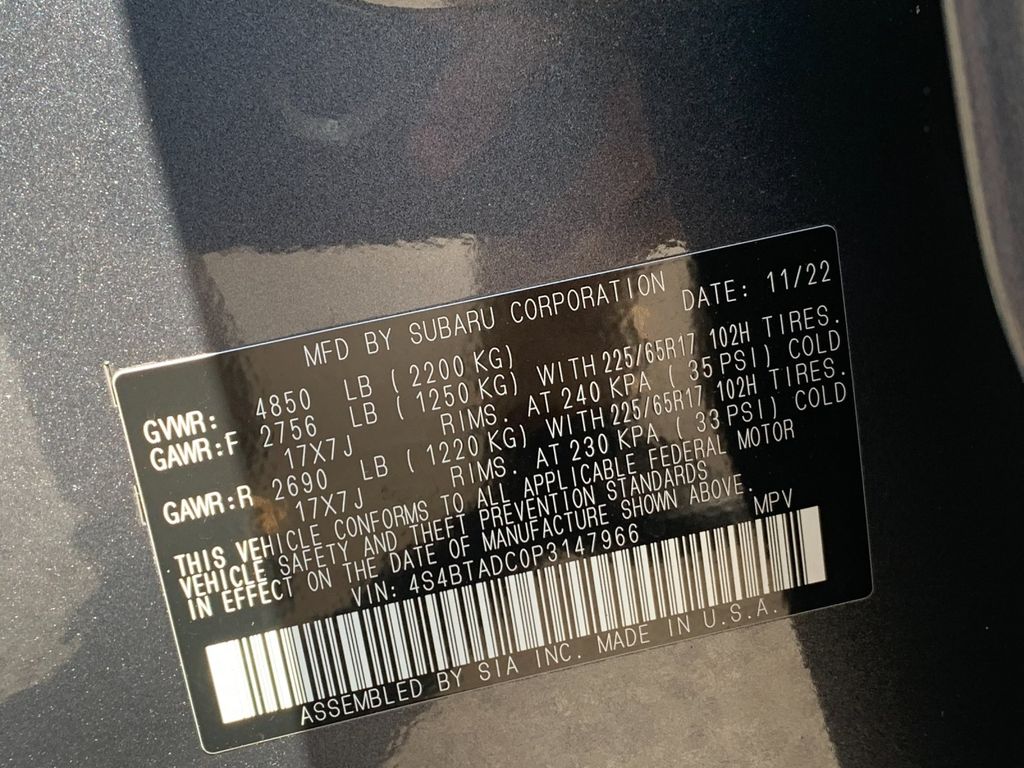 MFD BY SUBARU CORPORATION DATE: 11/22
GVWR: 4850 LB ( 2200 KG)
GAWR:F 2756 LB ( 1250 KG) WITH 225/65R17 102H TIRES.
17X7J RIMS. AT 240 KPA ( 35 PSI) COLD
GAWR:R 2690 LB ( 1220 KG) WITH 225/65R17 102H TIRES.
17X7J RIMS. AT 230 KPA ( 33 PSI) COLD
THIS VEHICLE CONFORMS TO ALL APPLICABLE FEDERAL MOTOR
VEHICLE SAFETY AND THEFT PREVENTION STANDARDS
IN EFFECT ON THE DATE OF MANUFACTURE SHOWN ABOVE.
VIN: 4S4BTADC0P3147966 MPV
ASSEMBLED BY SIA INC. MADE IN U.S.A.